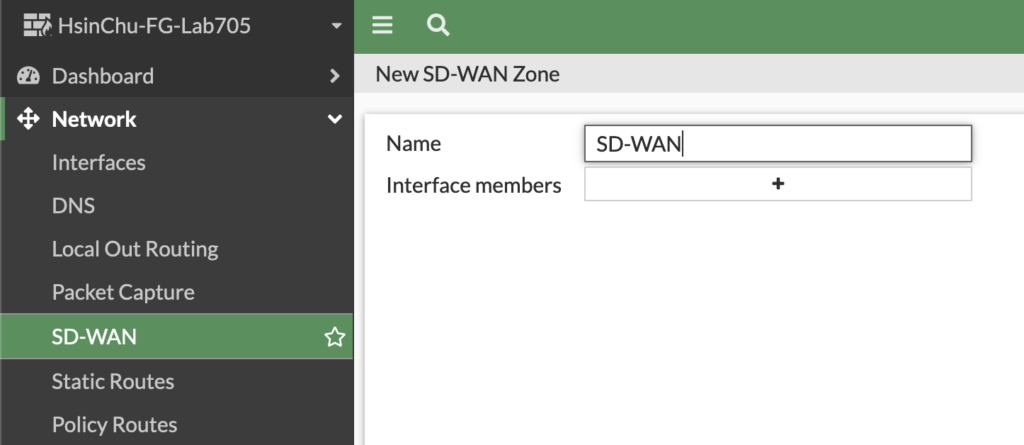 HsinChu-FG-Lab705
Dashboard
Network
Interfaces
DNS
Local Out Routing
Packet Capture
SD-WAN
Static Routes
Policy Routes
New SD-WAN Zone
Name SD-WAN
Interface members +